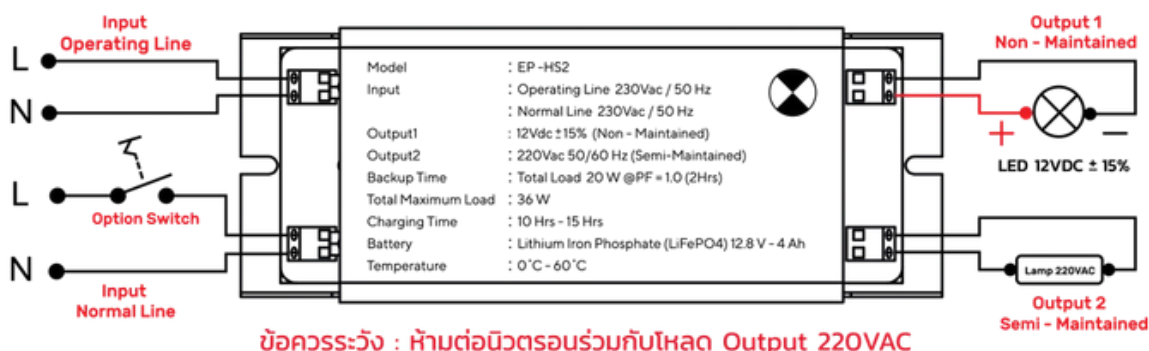 Input
Operating Line
L
N
L
Option Switch
N
Input
Normal Line
Model : EP -HS2
Input : Operating Line 230Vac / 50 Hz
: Normal Line 230Vac / 50 Hz
Output1 : 12Vdc ±15% (Non - Maintained)
Output2 : 220Vac 50/60 Hz (Semi-Maintained)
Backup Time : Total Load 20 W @PF = 1.0 (2Hrs)
Total Maximum Load : 36 W
Charging Time : 10 Hrs - 15 Hrs
Battery : Lithium Iron Phosphate (LiFePO4) 12.8 V - 4 Ah
Temperature : 0°C - 60°C
Output 1
Non - Maintained
+ −
LED 12VDC ± 15%
Lamp 220VAC
Output 2
Semi - Maintained
ข้อควรระวัง : ห้ามต่อนิวตรอนร่วมกับโหลด Output 220VAC